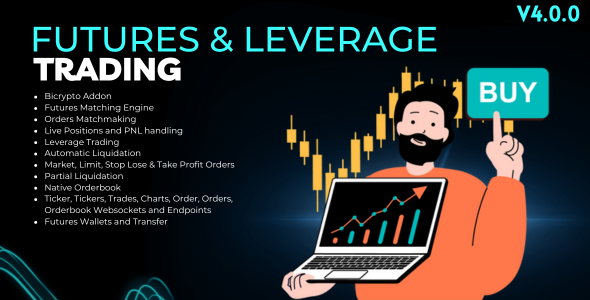 V4.0.0
FUTURES & LEVERAGE
TRADING
• Bicrypto Addon
• Futures Matching Engine
• Orders Matchmaking
• Live Positions and PNL handling
• Leverage Trading
• Automatic Liquidation
• Market, Limit, Stop Lose & Take Profit Orders
• Partial Liquidation
• Native Orderbook
• Ticker, Tickers, Trades, Charts, Order, Orders,
Orderbook Websockets and Endpoints
• Futures Wallets and Transfer
BUY